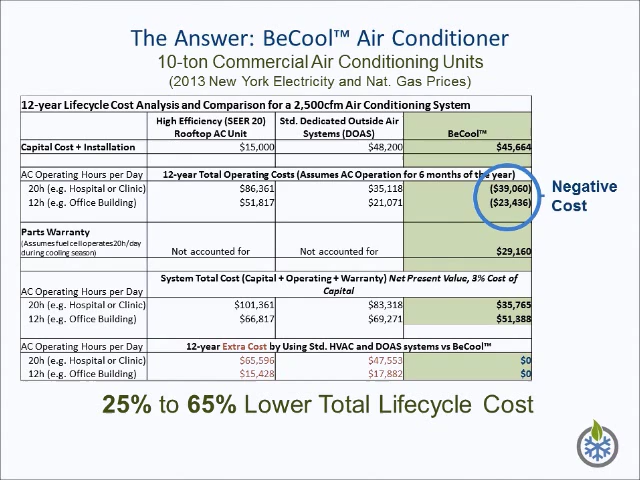 The Answer: BeCool™ Air Conditioner
10-ton Commercial Air Conditioning Units
(2013 New York Electricity and Nat. Gas Prices)
12-year Lifecycle Cost Analysis and Comparison for a 2,500cfm Air Conditioning System
High Efficiency (SEER 20) Rooftop AC Unit
Std. Dedicated Outside Air Systems (DOAS)
BeCool™
Capital Cost + Installation $15,000 $48,200 $45,664
AC Operating Hours per Day 12-year Total Operating Costs (Assumes AC Operation for 6 months of the year)
20h (e.g. Hospital or Clinic) $86,361 $35,118 ($39,060)
12h (e.g. Office Building) $51,817 $21,071 ($23,436)
Negative
Cost
Parts Warranty
(Assumes fuel cell operates 20h/day
during cooling season) Not accounted for Not accounted for $29,160
System Total Cost (Capital + Operating + Warranty) Net Present Value, 3% Cost of
Capital
AC Operating Hours per Day
20h (e.g. Hospital or Clinic) $101,361 $83,318 $35,765
12h (e.g. Office Building) $66,817 $69,271 $51,388
AC Operating Hours per Day 12-year Extra Cost by Using Std. HVAC and DOAS systems vs BeCool™
20h (e.g. Hospital or Clinic) $65,596 $47,553 $0
12h (e.g. Office Building) $15,428 $17,882 $0
25% to 65% Lower Total Lifecycle Cost